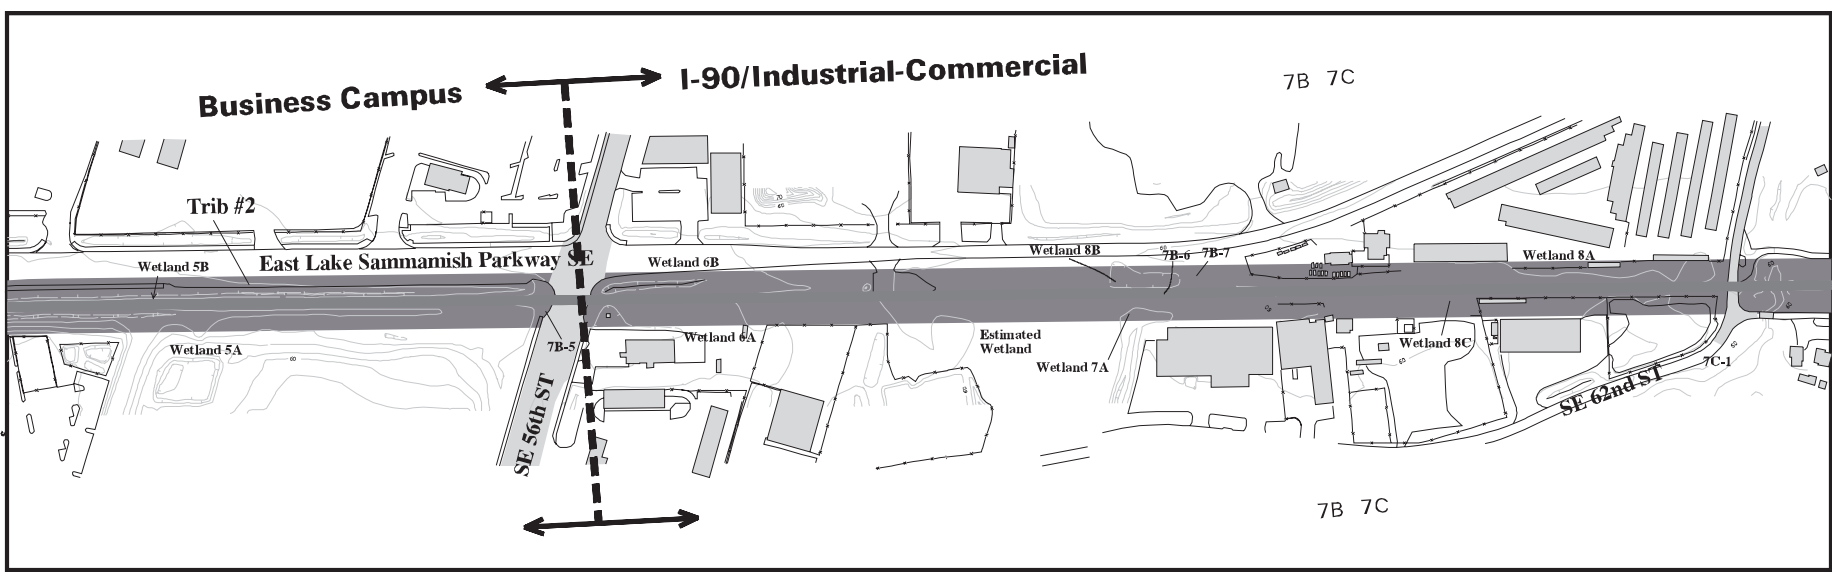 Business Campus
I-90/Industrial-Commercial
7B 7C
Trib #2
East Lake Sammamish Parkway SE
Wetland 5B
Wetland 6B
Wetland 8B
7B-6
7B-7
Wetland 8A
Wetland 5A
7B-5
Wetland 6A
Estimated
Wetland
Wetland 7A
Wetland 8C
7C-1
SE 56th ST
SE 62nd ST
7B 7C